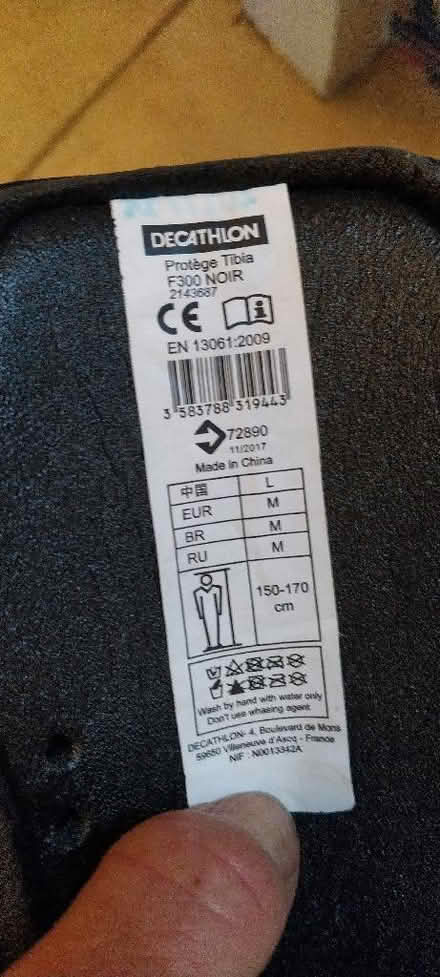 DECATHLON
Protège Tibia
F300 NOIR
2143687
CE
EN 13061:2009
3 583788 319443
72890
11/2017
Made in China
中国 L
EUR M
BR M
RU M
150-170
cm
Wash by hand with water only
Don't use whasing agent
DECATHLON- 4, Boulevard de Mons
59650 Villeneuve d'Ascq - France
NIF : N0013342A